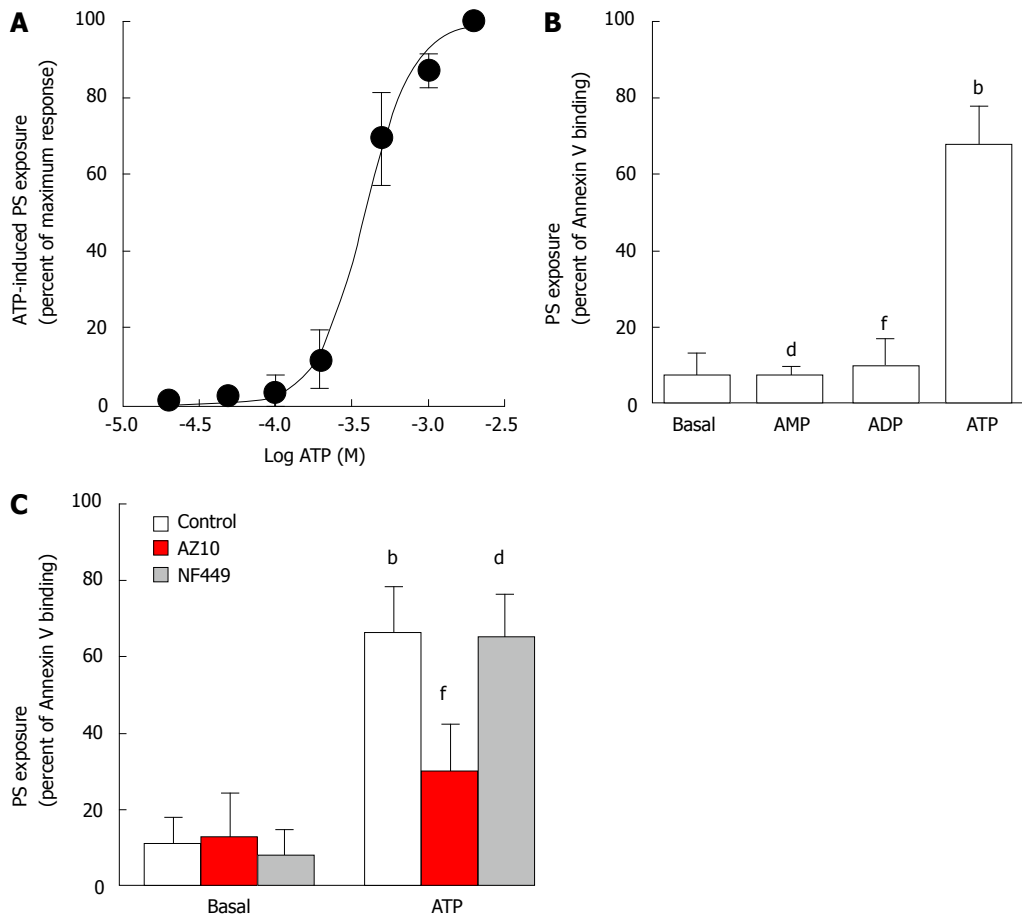 A
ATP-induced PS exposure
(percent of maximum response)
100
80
60
40
20
0
-5.0 -4.5 -4.0 -3.5 -3.0 -2.5
Log ATP (M)
B
PS exposure
(percent of Annexin V binding)
100
80
60
40
20
0
b
d
f
Basal AMP ADP ATP
C
PS exposure
(percent of Annexin V binding)
100
80
60
40
20
0
Control
AZ10
NF449
b
d
f
Basal ATP